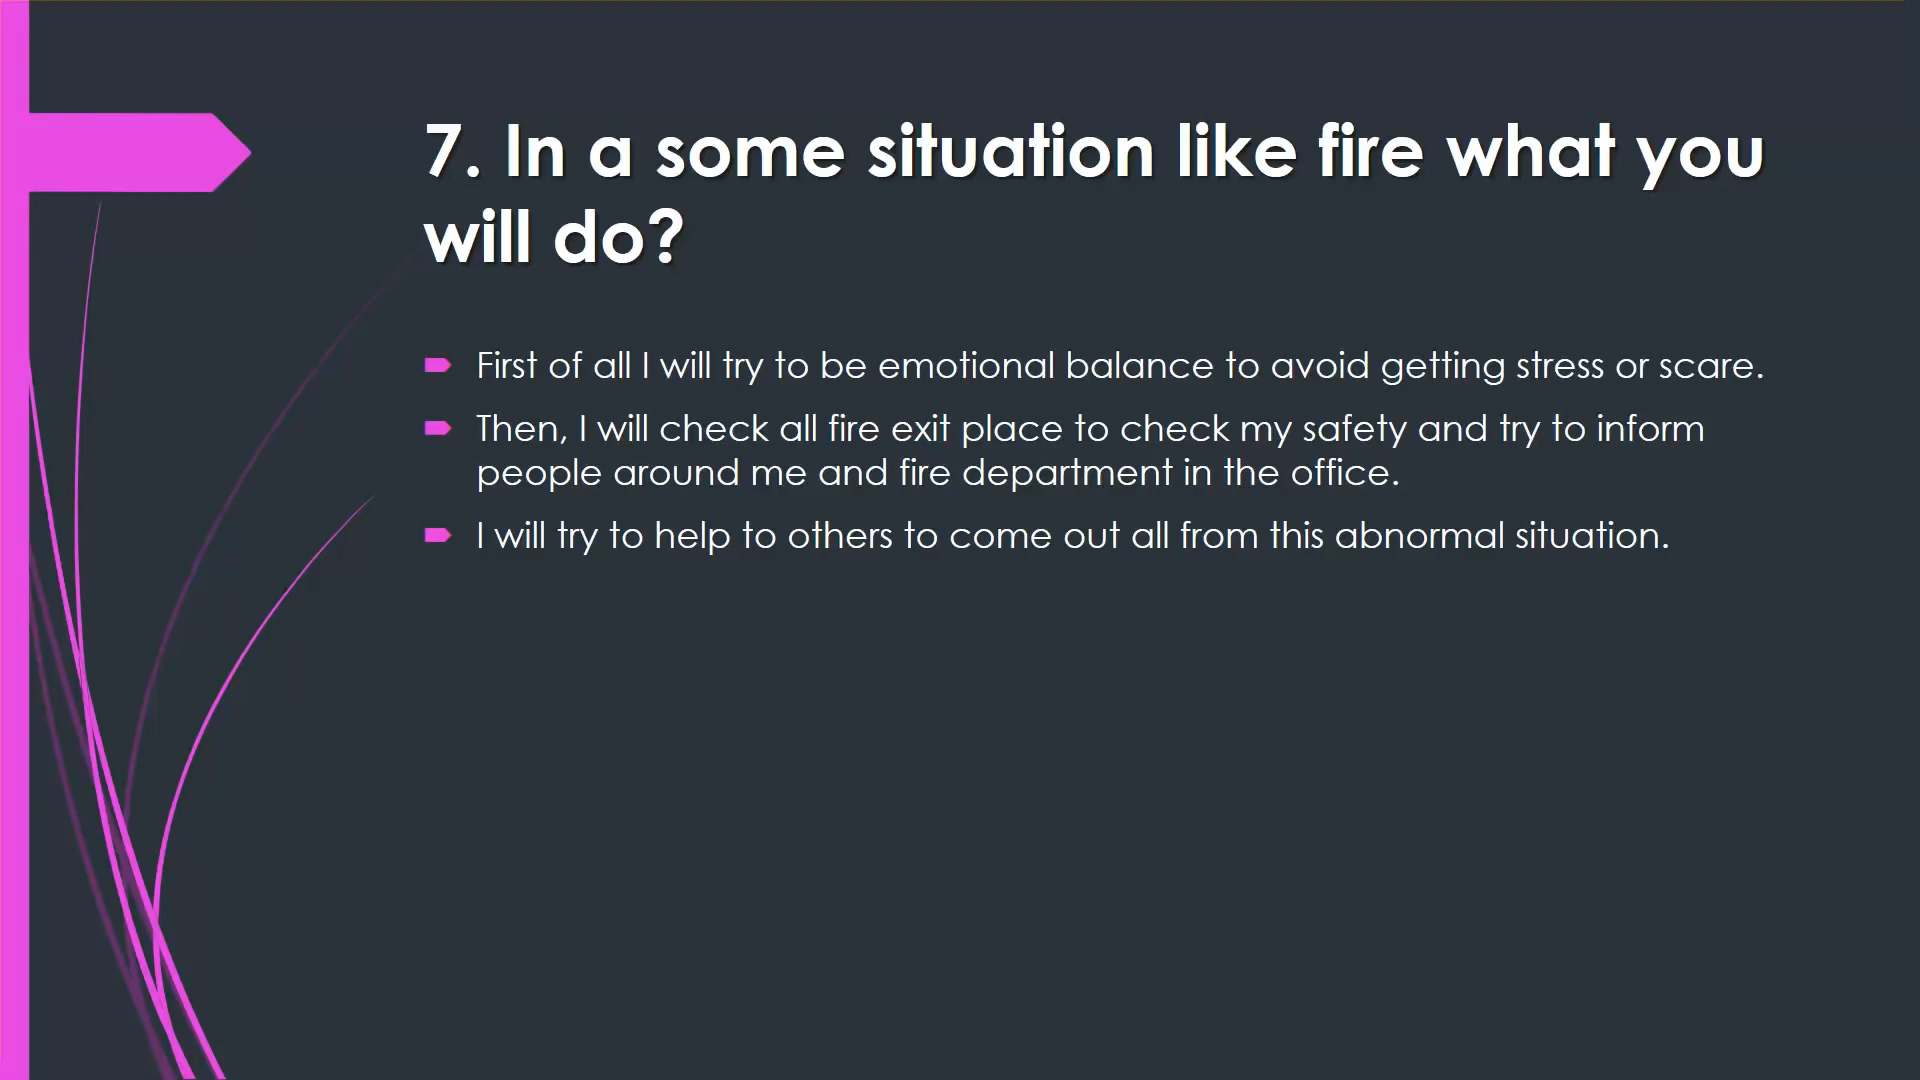 7. In a some situation like fire what you
will do?
First of all I will try to be emotional balance to avoid getting stress or scare.
Then, I will check all fire exit place to check my safety and try to inform
people around me and fire department in the office.
I will try to help to others to come out all from this abnormal situation.